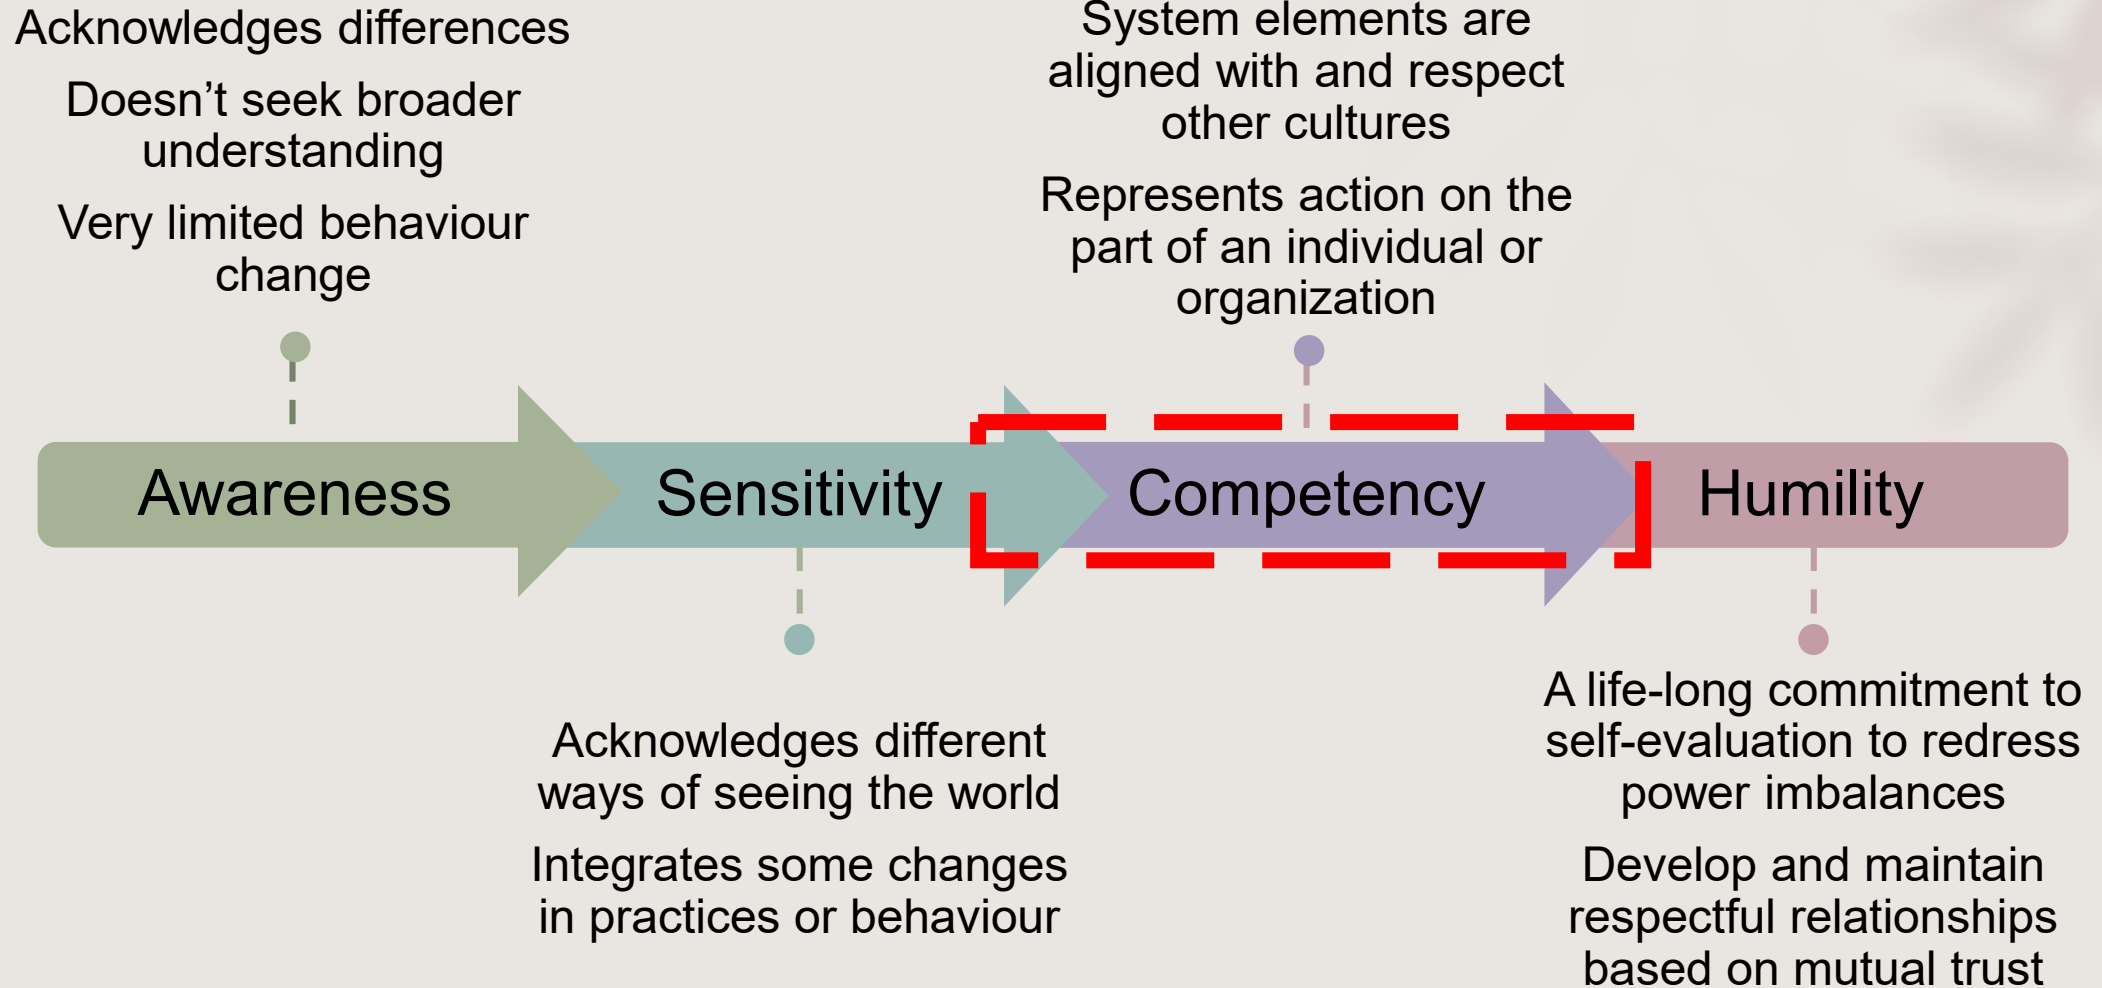 Acknowledges differences
Doesn’t seek broader
understanding
Very limited behaviour
change
System elements are
aligned with and respect
other cultures
Represents action on the
part of an individual or
organization
Awareness
Sensitivity
Competency
Humility
Acknowledges different
ways of seeing the world
Integrates some changes
in practices or behaviour
A life-long commitment to
self-evaluation to redress
power imbalances
Develop and maintain
respectful relationships
based on mutual trust